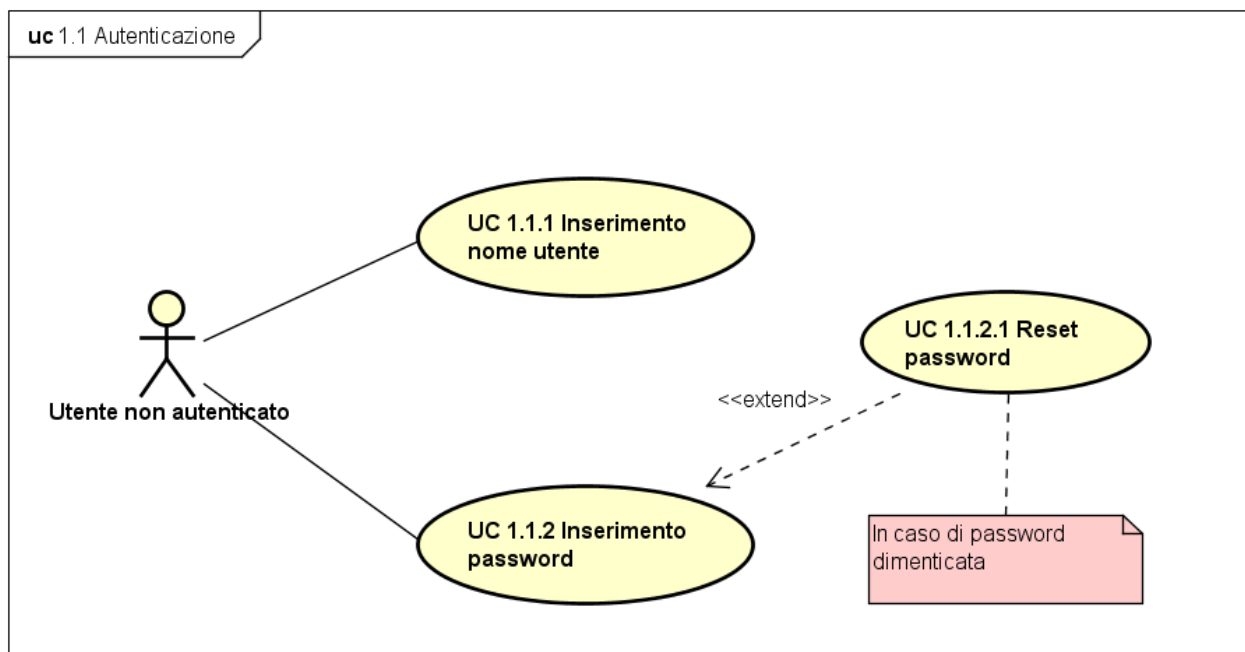 uc 1.1 Autenticazione
UC 1.1.1 Inserimento
nome utente
UC 1.1.2.1 Reset
password
<<extend>>
Utente non autenticato
UC 1.1.2 Inserimento
password
In caso di password
dimenticata